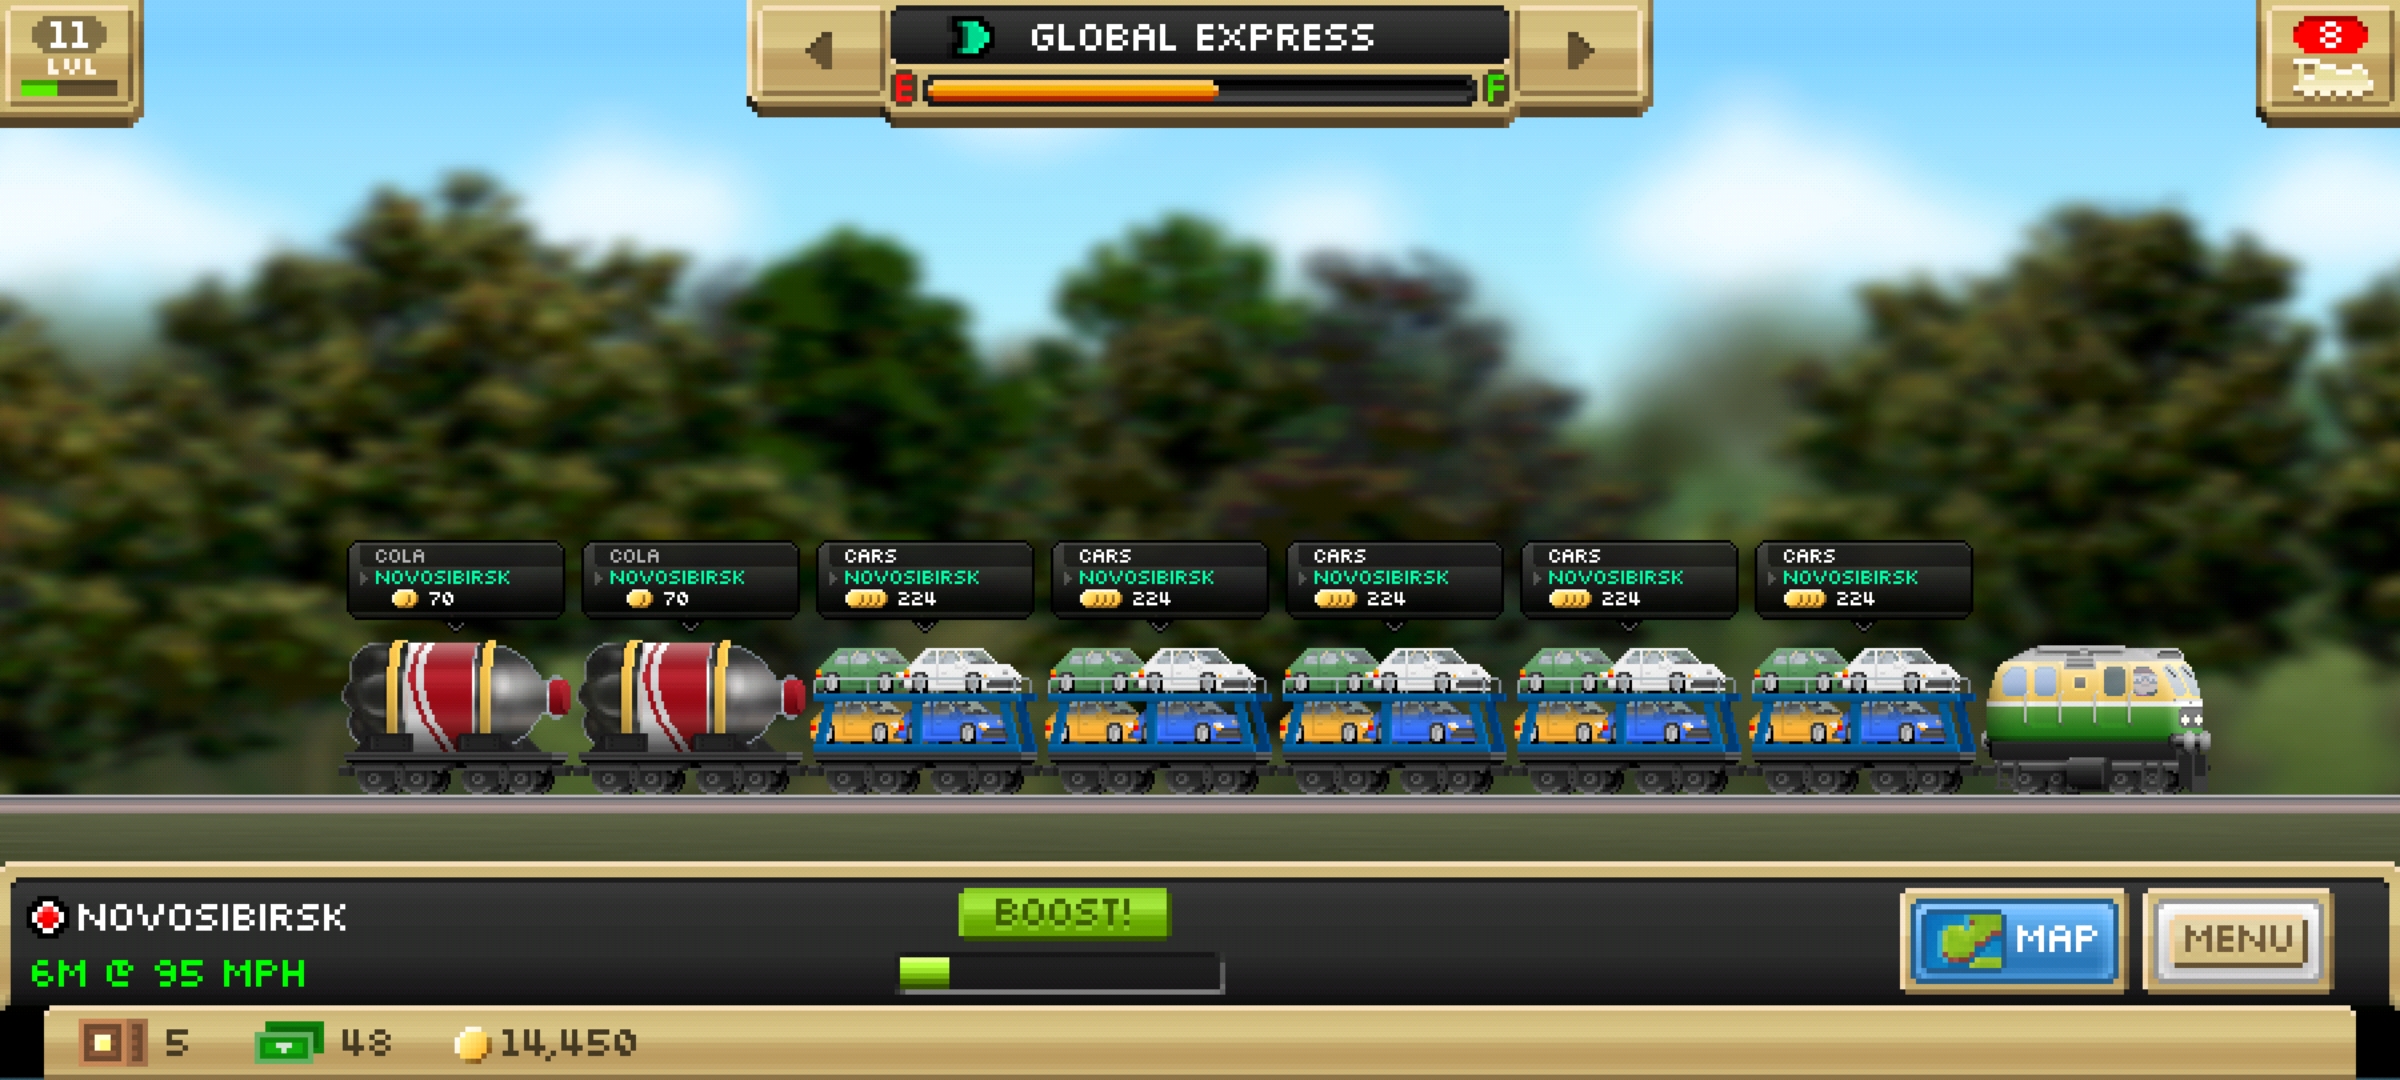 11
LVL
GLOBAL EXPRESS
E F
8
COLA
NOVOSIBIRSK
70
COLA
NOVOSIBIRSK
70
CARS
NOVOSIBIRSK
224
CARS
NOVOSIBIRSK
224
CARS
NOVOSIBIRSK
224
CARS
NOVOSIBIRSK
224
CARS
NOVOSIBIRSK
224
NOVOSIBIRSK
6M @ 95 MPH
BOOST!
MAP
MENU
5 48 14,450